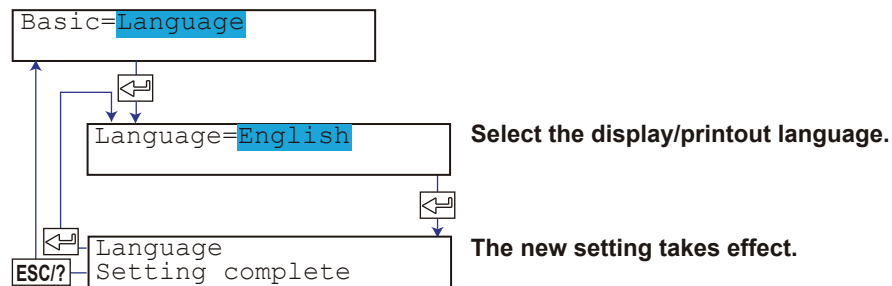 Basic=Language
Language=English
Select the display/printout language.
Language
Setting complete
The new setting takes effect.
ESC/?